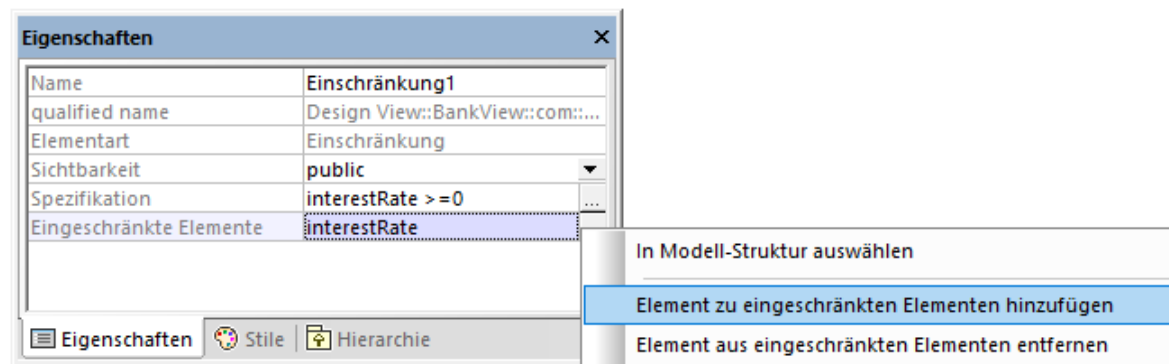 Eigenschaften
Name Einschränkung1
qualified name Design View::BankView::com::...
Elementart Einschränkung
Sichtbarkeit public
Spezifikation interestRate >=0 ...
Eingeschränkte Elemente interestRate
In Modell-Struktur auswählen
Element zu eingeschränkten Elementen hinzufügen
Eigenschaften Stile Hierarchie
Element aus eingeschränkten Elementen entfernen